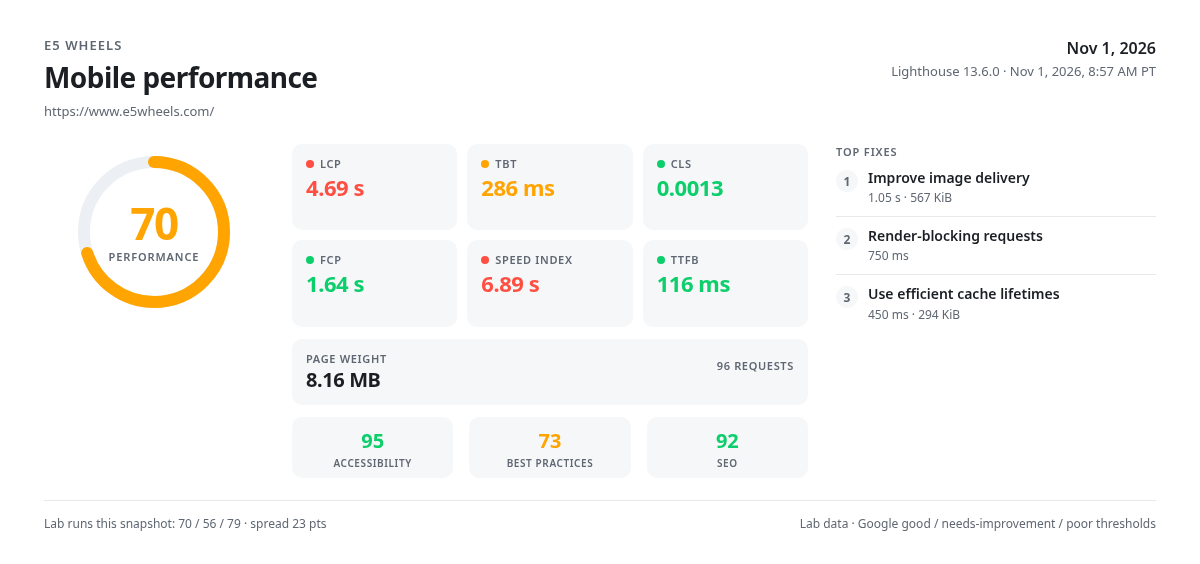 E5 WHEELS
Mobile performance
https://www.e5wheels.com/
Nov 1, 2026
Lighthouse 13.6.0 · Nov 1, 2026, 8:57 AM PT
70
PERFORMANCE
LCP
4.69 s
TBT
286 ms
CLS
0.0013
FCP
1.64 s
SPEED INDEX
6.89 s
TTFB
116 ms
PAGE WEIGHT
8.16 MB
96 REQUESTS
95
ACCESSIBILITY
73
BEST PRACTICES
92
SEO
TOP FIXES
1
Improve image delivery
1.05 s · 567 KiB
2
Render-blocking requests
750 ms
3
Use efficient cache lifetimes
450 ms · 294 KiB
Lab runs this snapshot: 70 / 56 / 79 · spread 23 pts
Lab data · Google good / needs-improvement / poor thresholds